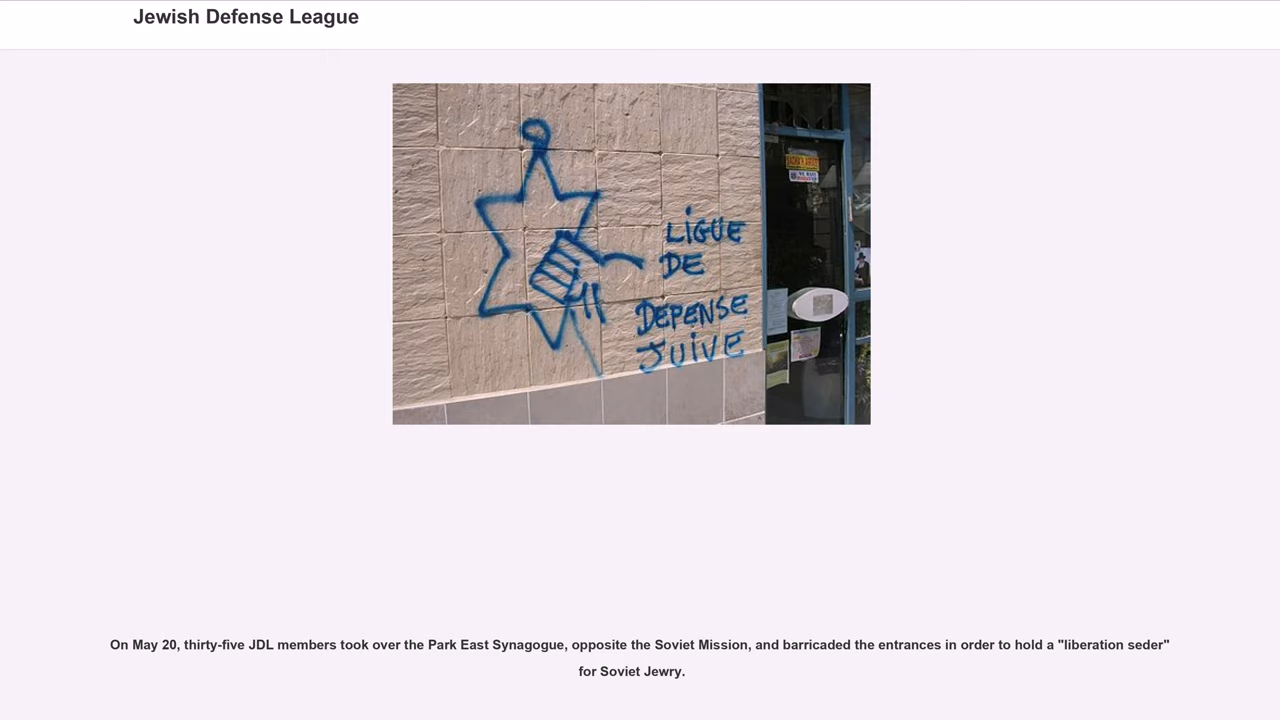 Jewish Defense League
LIGUE
DE
DEFENSE
JUIVE
On May 20, thirty-five JDL members took over the Park East Synagogue, opposite the Soviet Mission, and barricaded the entrances in order to hold a "liberation seder"
for Soviet Jewry.